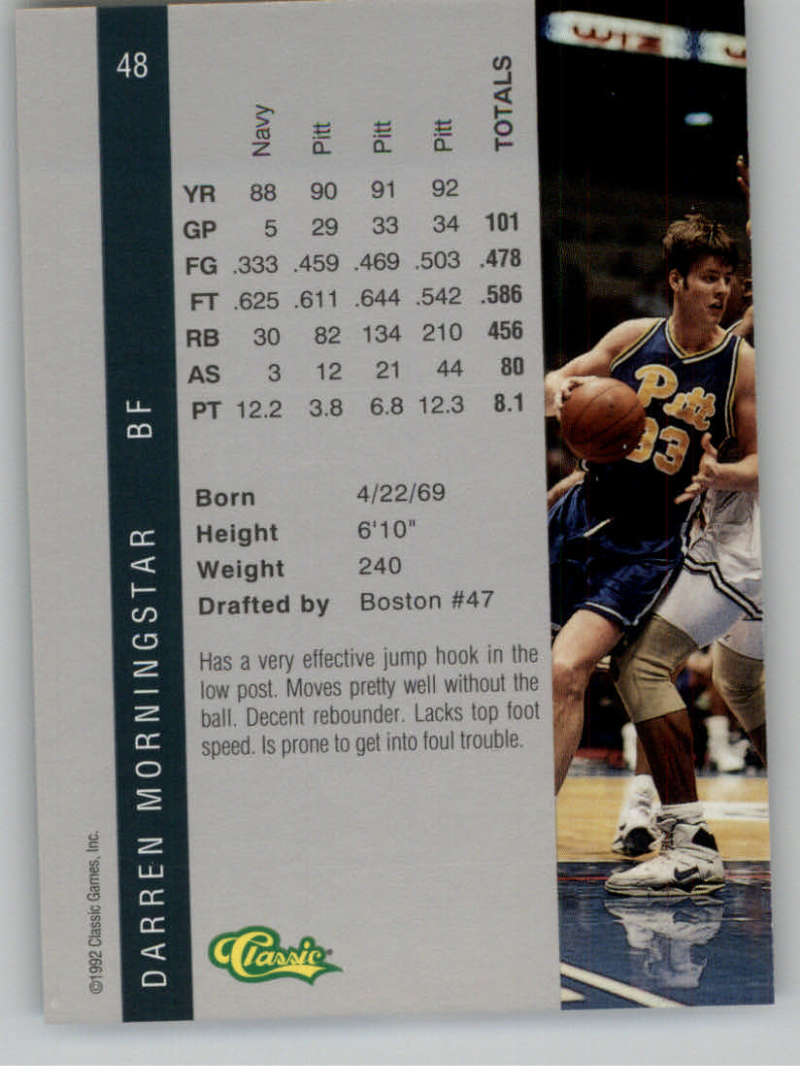 48
Navy Pitt Pitt Pitt TOTALS
YR 88 90 91 92
GP 5 29 33 34 101
FG .333 .459 .469 .503 .478
FT .625 .611 .644 .542 .586
RB 30 82 134 210 456
AS 3 12 21 44 80
PT 12.2 3.8 6.8 12.3 8.1
DARREN MORNINGSTAR BF
Born 4/22/69
Height 6'10"
Weight 240
Drafted by Boston #47
Has a very effective jump hook in the
low post. Moves pretty well without the
ball. Decent rebounder. Lacks top foot
speed. Is prone to get into foul trouble.
©1992 Classic Games, Inc.
Classic
Pitt
33